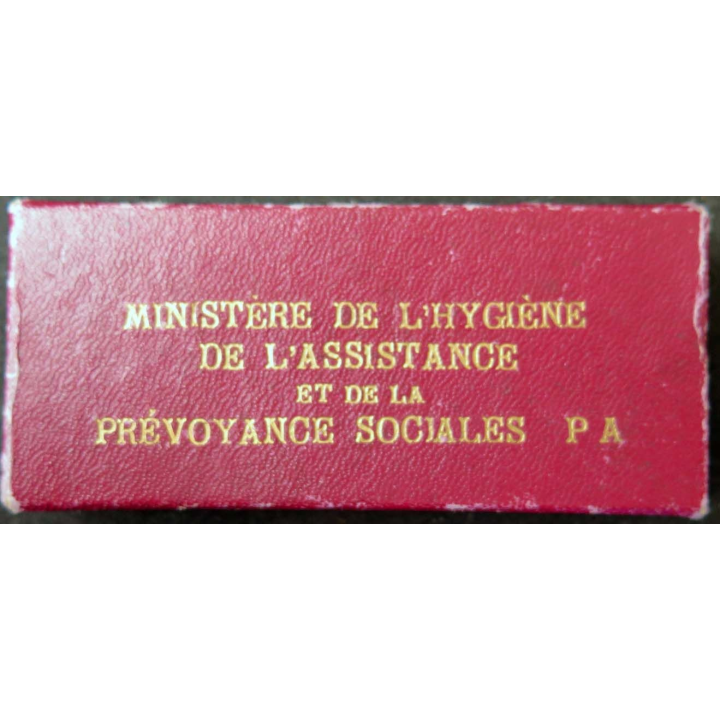 MINISTÈRE DE L'HYGIÈNE
DE L'ASSISTANCE
ET DE LA
PRÉVOYANCE SOCIALES P A